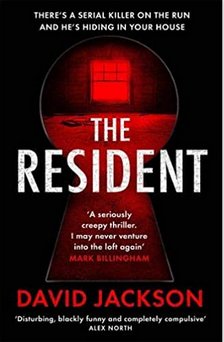 THERE'S A SERIAL KILLER ON THE RUN
AND HE'S HIDING IN YOUR HOUSE
THE
RESIDENT
'A seriously
creepy thriller.
I may never venture
into the loft again'
MARK BILLINGHAM
DAVID JACKSON
'Disturbing, blackly funny and completely compulsive'
ALEX NORTH